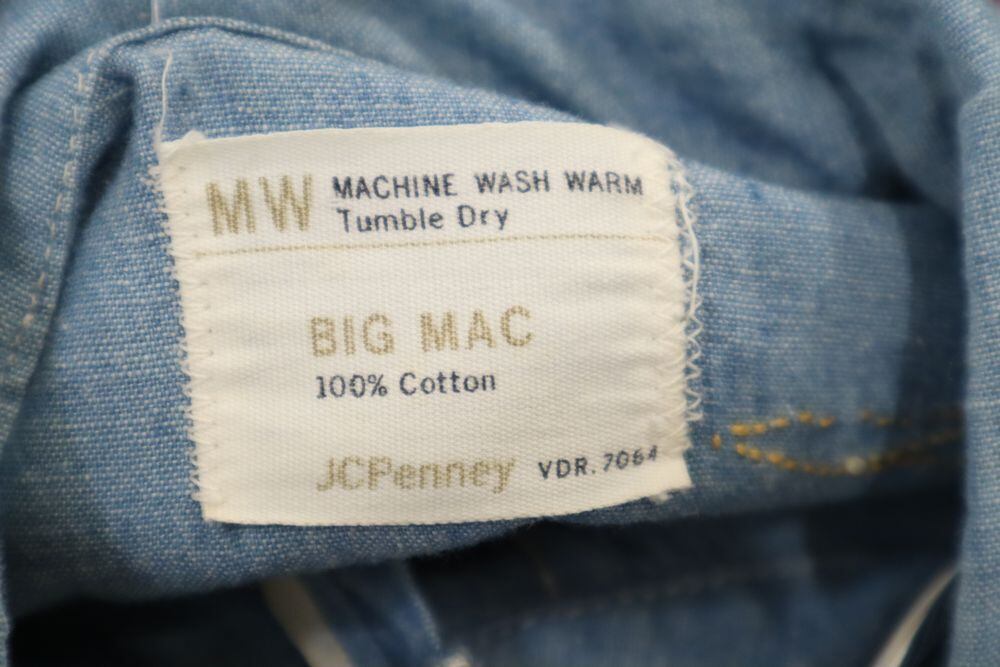 MW MACHINE WASH WARM
Tumble Dry
BIG MAC
100% Cotton
JCPenney VDR. 7064